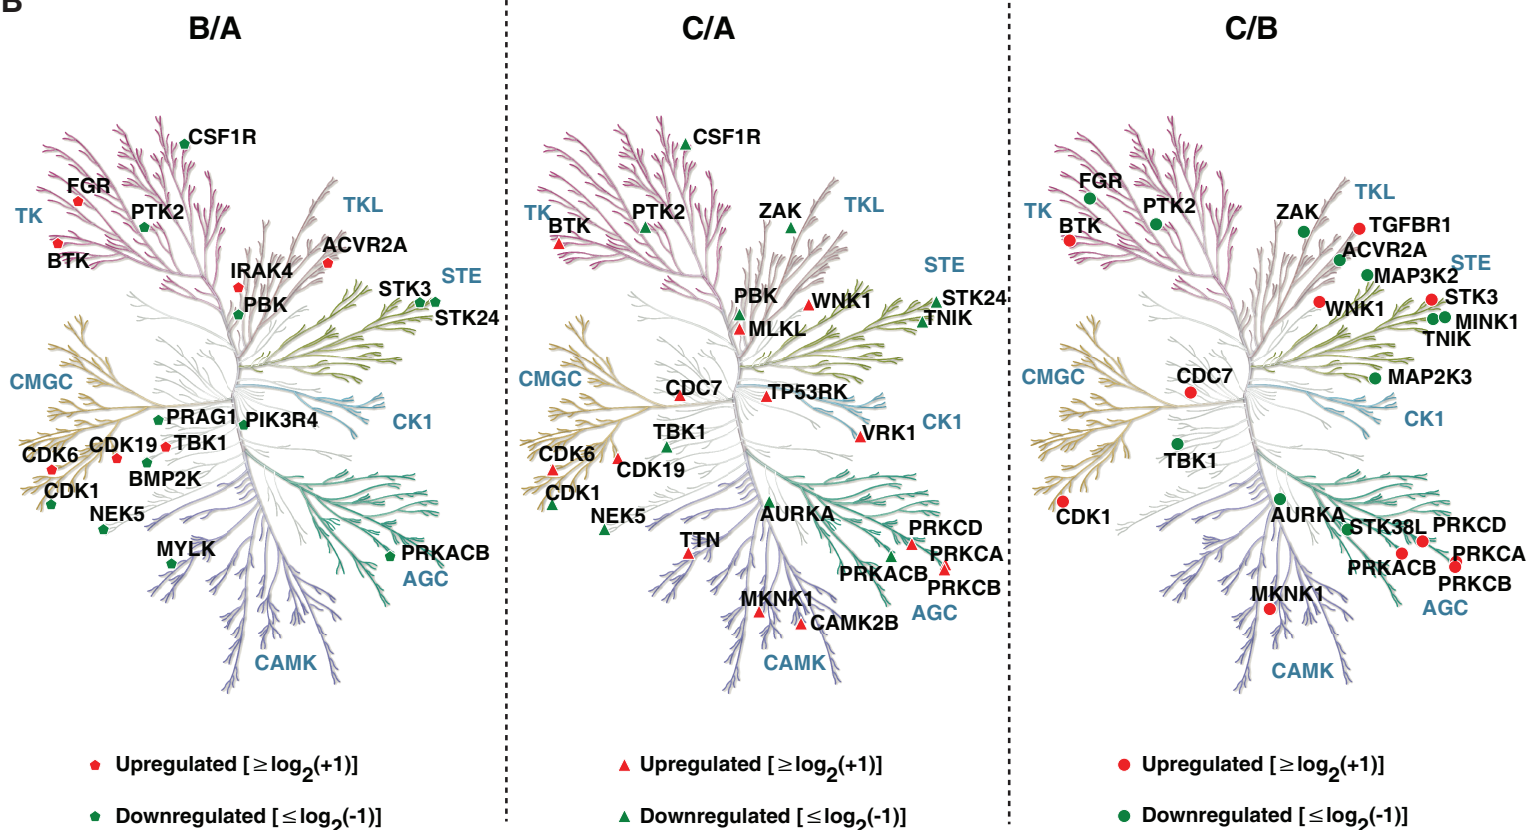 B
B/A
CSF1R
FGR
TK
PTK2
BTK
TKL
ACVR2A
IRAK4
PBK
STE
STK3
STK24
CMGC
PRAG1
PIK3R4
CK1
CDK19
TBK1
CDK6
BMP2K
CDK1
NEK5
MYLK
PRKACB
AGC
CAMK
Upregulated [≥log2(+1)]
Downregulated [≤log2(-1)]
C/A
CSF1R
TK
BTK
PTK2
ZAK
TKL
STE
PBK
WNK1
STK24
MLKL
TNIK
CMGC
CDC7
TP53RK
TBK1
VRK1
CK1
CDK6
CDK19
CDK1
NEK5
AURKA
TTN
PRKCD
PRKCA
PRKACB
PRKCB
MKNK1
AGC
CAMK2B
CAMK
Upregulated [≥log2(+1)]
Downregulated [≤log2(-1)]
C/B
FGR
TK
BTK
PTK2
TKL
ZAK
TGFBR1
ACVR2A
STE
MAP3K2
WNK1
STK3
MINK1
TNIK
CMGC
CDC7
MAP2K3
CK1
TBK1
CDK1
AURKA
STK38L
PRKCD
PRKCA
PRKACB
PRKCB
MKNK1
AGC
CAMK
Upregulated [≥log2(+1)]
Downregulated [≤log2(-1)]